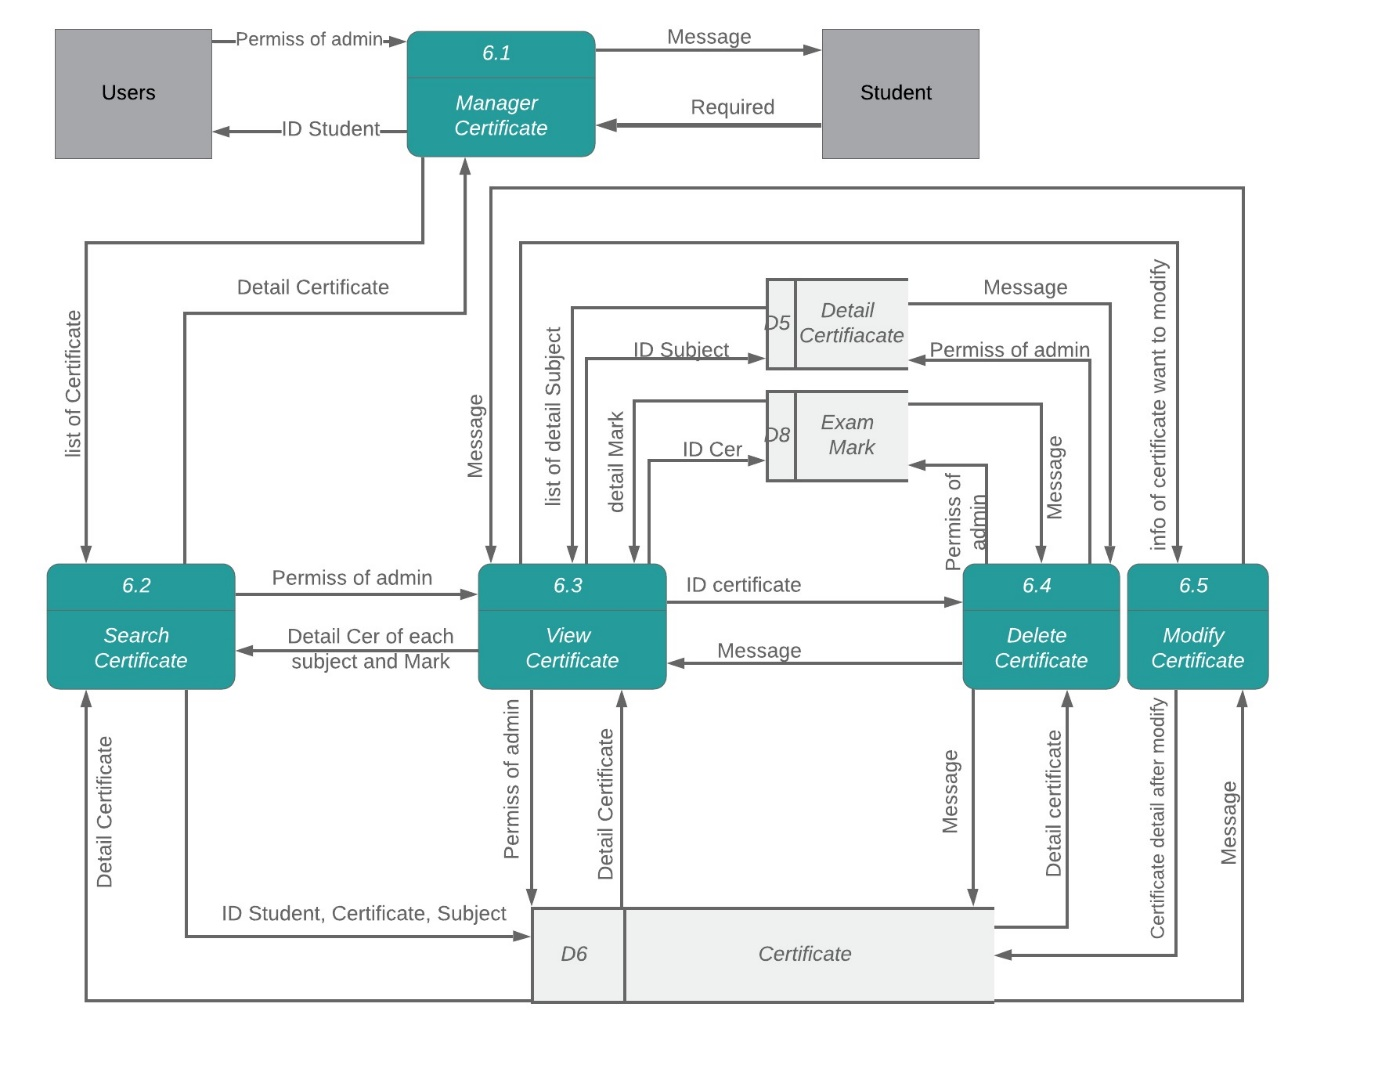 Users
Permiss of admin
ID Student
6.1
Manager
Certificate
Message
Required
Student
list of Certificate
Detail Certificate
Message
list of detail Subject
detail Mark
ID Subject
ID Cer
D5
Detail
Certifiacate
D8
Exam
Mark
Message
Permiss of admin
Permiss of
admin
Message
info of certificate want to modify
6.2
Search
Certificate
Permiss of admin
Detail Cer of each
subject and Mark
6.3
View
Certificate
ID certificate
Message
6.4
Delete
Certificate
6.5
Modify
Certificate
Detail Certificate
ID Student, Certificate, Subject
Permiss of admin
Detail Certificate
Message
Detail certificate
Certificate detail after modify
Message
D6
Certificate